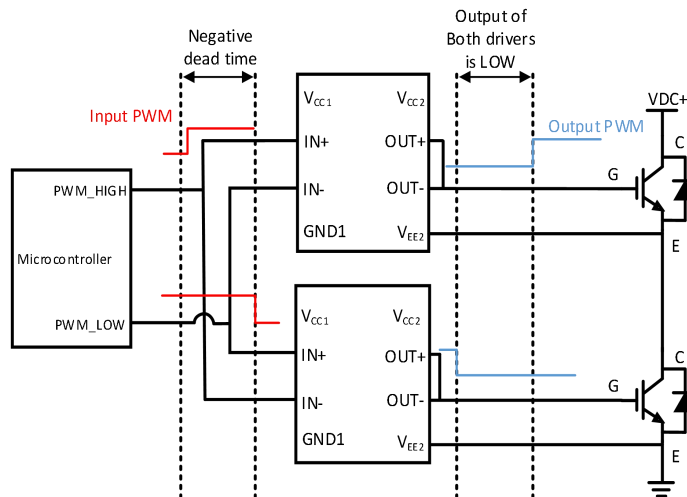 Negative
dead time
Output of
Both drivers
is LOW
Input PWM
VCC1
VCC2
VDC+
Output PWM
IN+
OUT+
C
PWM_HIGH
IN-
OUT-
G
GND1
VEE2
E
Microcontroller
PWM_LOW
VCC1
VCC2
IN+
OUT+
C
IN-
OUT-
G
GND1
VEE2
E